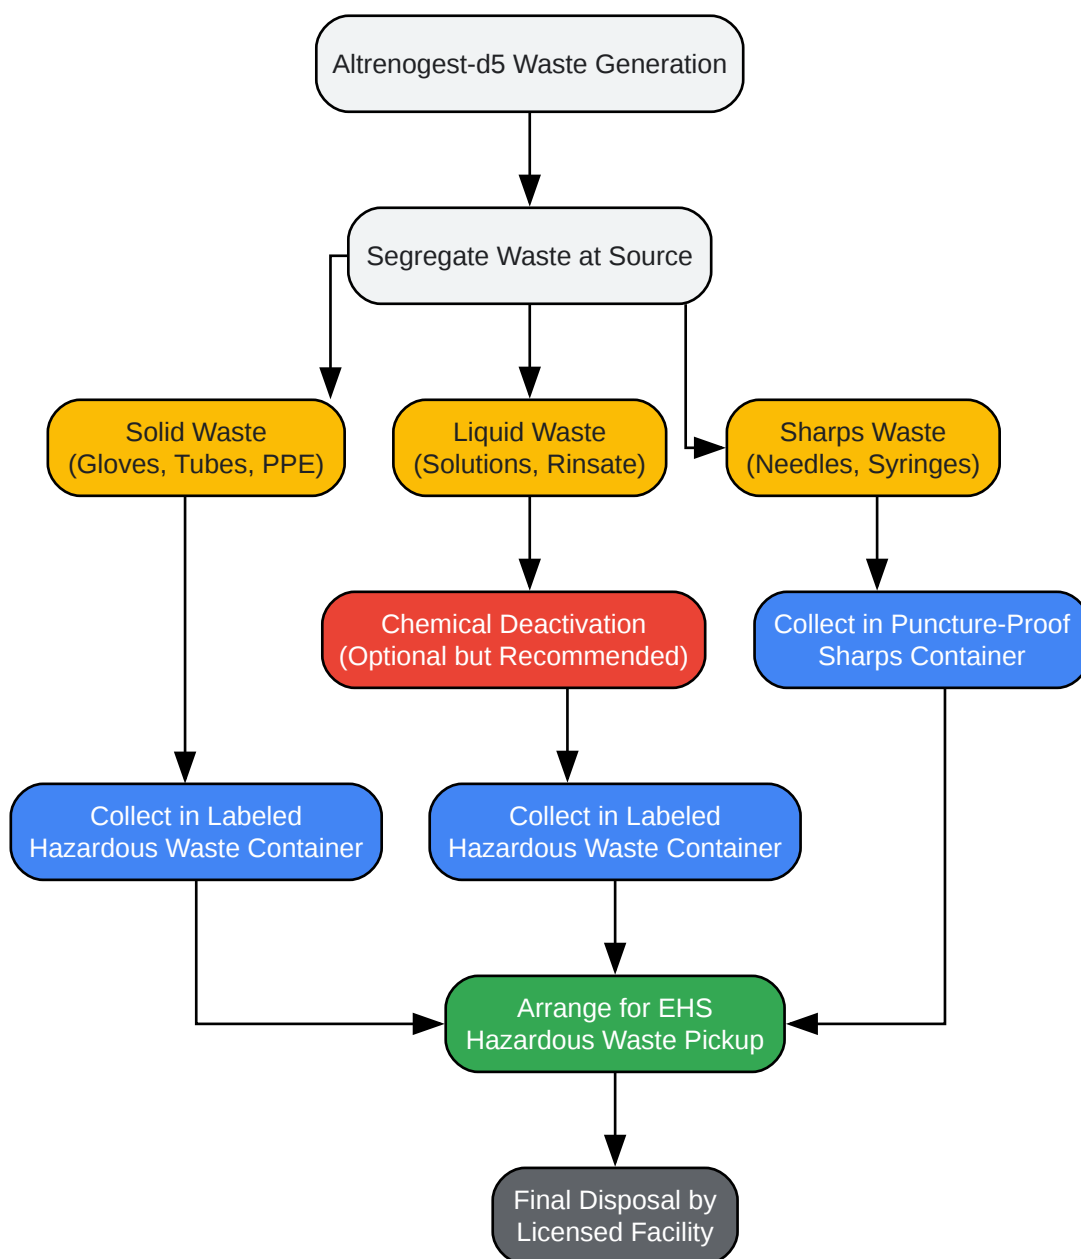 Altrenogest-d5 Waste Generation
Segregate Waste at Source
Solid Waste
(Gloves, Tubes, PPE)
Liquid Waste
(Solutions, Rinsate)
Sharps Waste
(Needles, Syringes)
Chemical Deactivation
(Optional but Recommended)
Collect in Puncture-Proof
Sharps Container
Collect in Labeled
Hazardous Waste Container
Collect in Labeled
Hazardous Waste Container
Arrange for EHS
Hazardous Waste Pickup
Final Disposal by
Licensed Facility